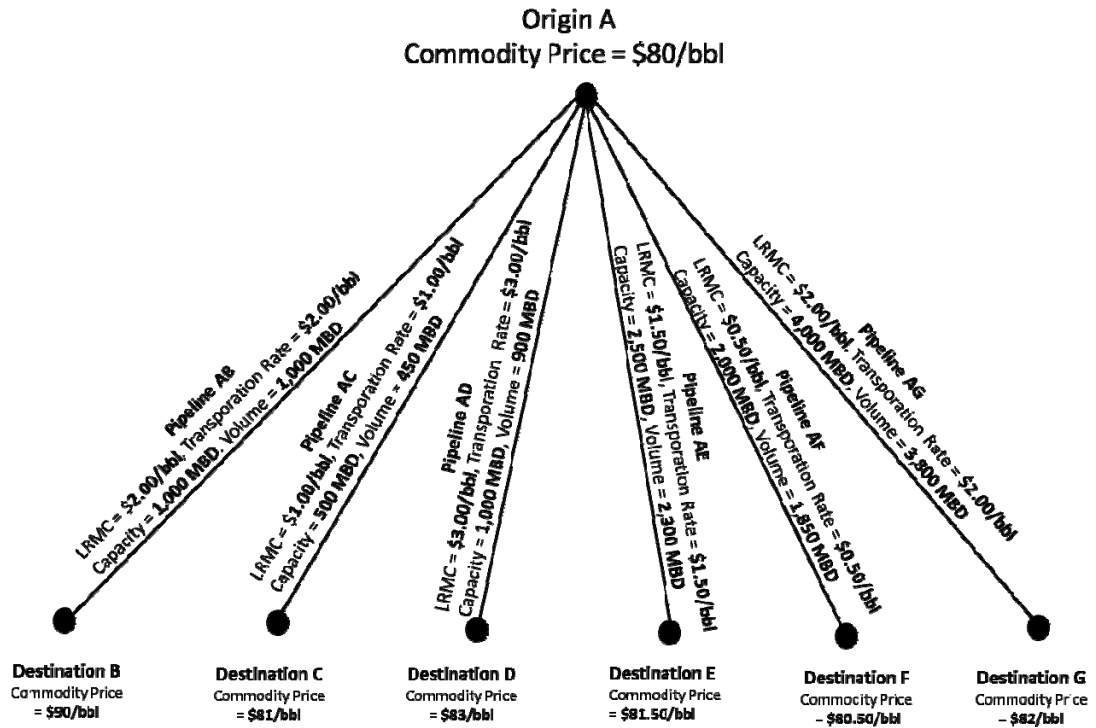 Origin A
Commodity Price = $80/bbl
Pipeline AB
LRMC = $2.00/bbl, Transporation Rate = $2.00/bbl
Capacity = 1,000 MBD. Volume = 1,000 MBD
Pipeline AC
LRMC = $1.00/bbl, Transporation Rate = $1.00/bbl
Capacity = 500 MBD, Volume = 450 MBD
Pipeline AD
LRMC = $3.00/bbl, Transporation Rate = $3.00/bbl
Capacity = 1,000 MBD, Volume = 900 MBD
Pipeline AE
LRMC = $1.50/bbl, Transporation Rate = $1.50/bbl
Capacity = 2,500 MBD, Volume = 2,300 MBD
Pipeline AF
LRMC = $0.50/bbl, Transporation Rate = $0.50/bbl
Capacity = 2,000 MBD, Volume = 1,850 MBD
Pipeline AG
LRMC = $2.00/bbl, Transporation Rate = $2.00/bbl
Capacity = 4,000 MBD, Volume = MBD
Destination B
Commodity Price
= $90/bbl
Destination C
Commodity Price
= $81/bbl
Destination D
Commodity Price
= $83/bbl
Destination E
Commodity Price
= $81.50/bbl
Destination F
Commodity Price
= $80.50/bbl
Destination G
Commodity Price
= $82/bbl